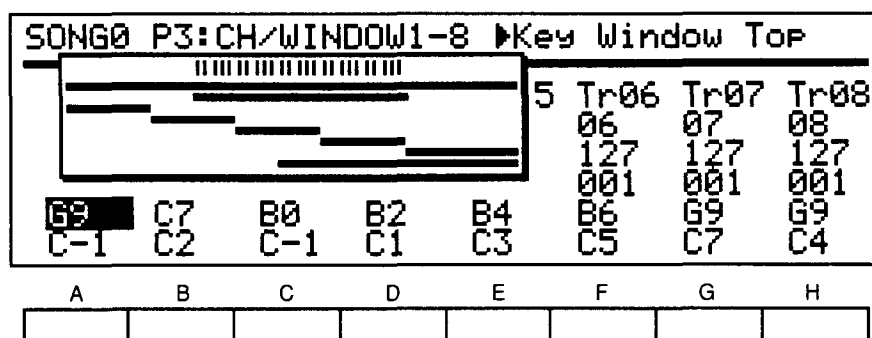 SONG0 P3:CH/WINDOW1-8 ▶Key Window Top
5 Tr06 Tr07 Tr08
06 07 08
127 127 127
001 001 001
G9 C7 B0 B2 B4 B6 G9 G9
C-1 C2 C-1 C1 C3 C5 C7 C4
A B C D E F G H